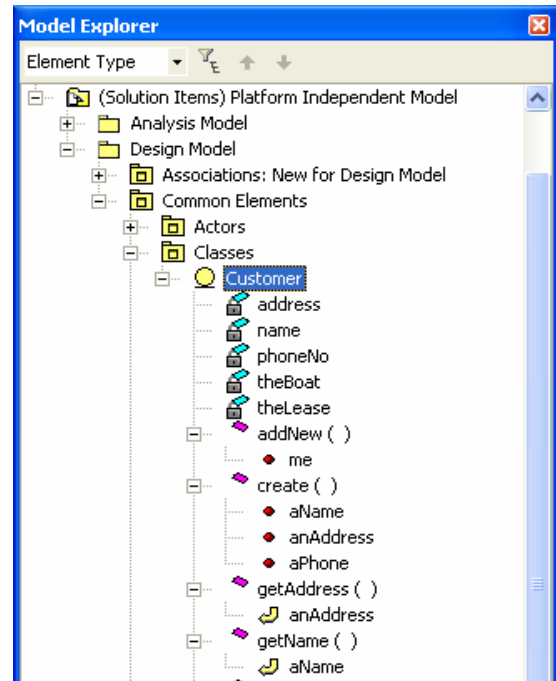 Model Explorer
Element Type
(Solution Items) Platform Independent Model
Analysis Model
Design Model
Associations: New for Design Model
Common Elements
Actors
Classes
Customer
address
name
phoneNo
theBoat
theLease
addNew ( )
me
create ( )
aName
anAddress
aPhone
getAddress ( )
anAddress
getName ( )
aName